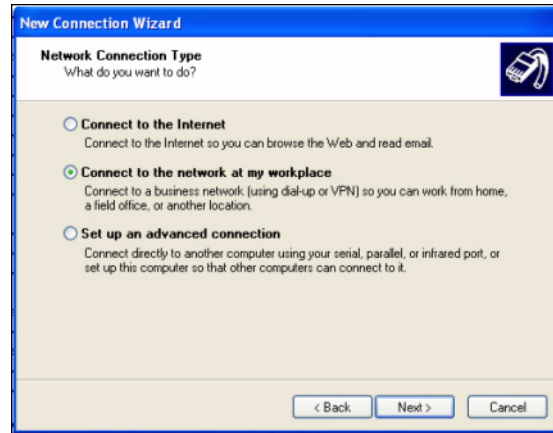 New Connection Wizard
Network Connection Type
What do you want to do?
Connect to the Internet
Connect to the Internet so you can browse the Web and read email.
Connect to the network at my workplace
Connect to a business network (using dial-up or VPN) so you can work from home,
a field office, or another location.
Set up an advanced connection
Connect directly to another computer using your serial, parallel, or infrared port, or
set up this computer so that other computers can connect to it.
< Back
Next >
Cancel